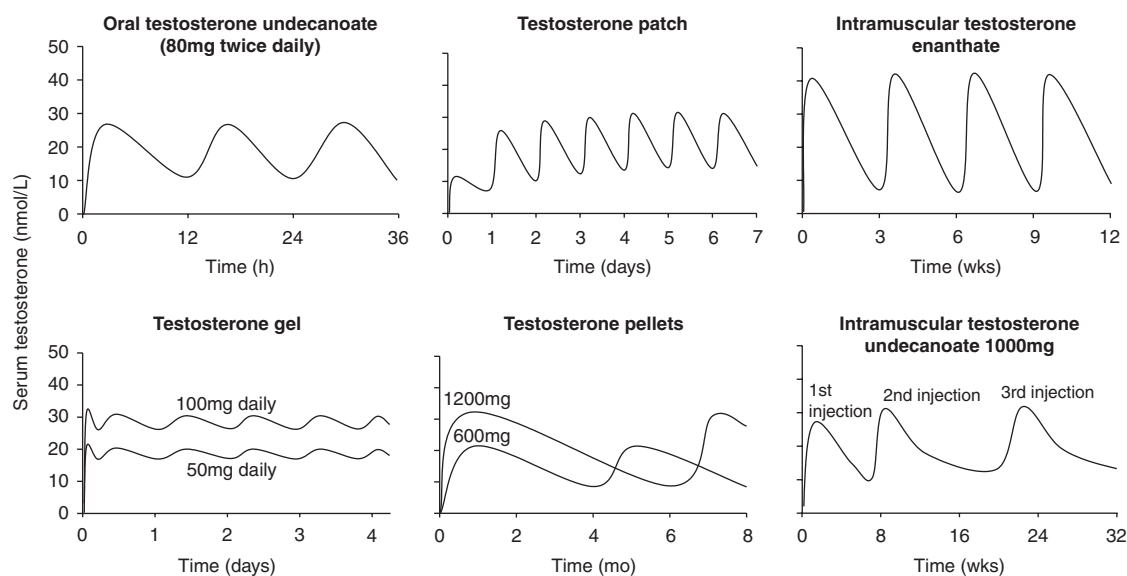 Oral testosterone undecanoate
(80mg twice daily)
Testosterone patch
Intramuscular testosterone
enanthate
Serum testosterone (nmol/L)
50
40
30
20
10
0
0 12 24 36
Time (h)
0 1 2 3 4 5 6 7
Time (days)
0 3 6 9 12
Time (wks)
Testosterone gel
Testosterone pellets
Intramuscular testosterone
undecanoate 1000mg
50
40
30
20
10
0
100mg daily
50mg daily
0 1 2 3 4
Time (days)
1200mg
600mg
0 2 4 6 8
Time (mo)
1st
injection
2nd injection
3rd injection
0 8 16 24 32
Time (wks)